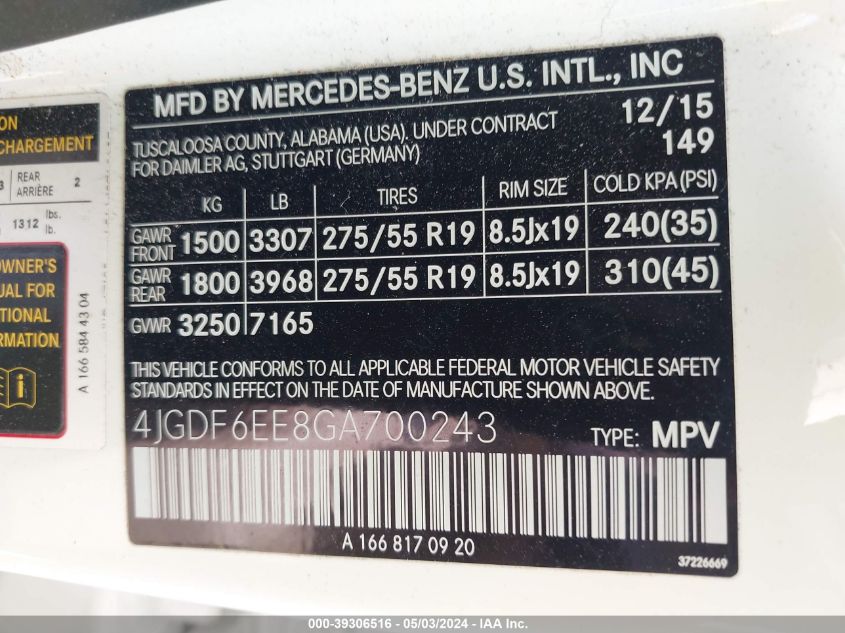 ON
CHARGEMENT
3 REAR ARRIÈRE 2
1312 lbs. lb.
OWNER'S
UAL FOR
TIONAL
RMATION
A 166 584 43 04
MFD BY MERCEDES-BENZ U.S. INTL., INC
TUSCALOOSA COUNTY, ALABAMA (USA). UNDER CONTRACT 12/15
FOR DAIMLER AG, STUTTGART (GERMANY) 149
KG LB TIRES RIM SIZE COLD KPA (PSI)
GAWR FRONT 1500 3307 275/55 R19 8.5Jx19 240(35)
GAWR REAR 1800 3968 275/55 R19 8.5Jx19 310(45)
GVWR 3250 7165
THIS VEHICLE CONFORMS TO ALL APPLICABLE FEDERAL MOTOR VEHICLE SAFETY
STANDARDS IN EFFECT ON THE DATE OF MANUFACTURE SHOWN ABOVE.
4JGDF6EE8GA700243 TYPE: MPV
A 166 817 09 20
37226669
000-39306516 - 05/03/2024 - IAA Inc.